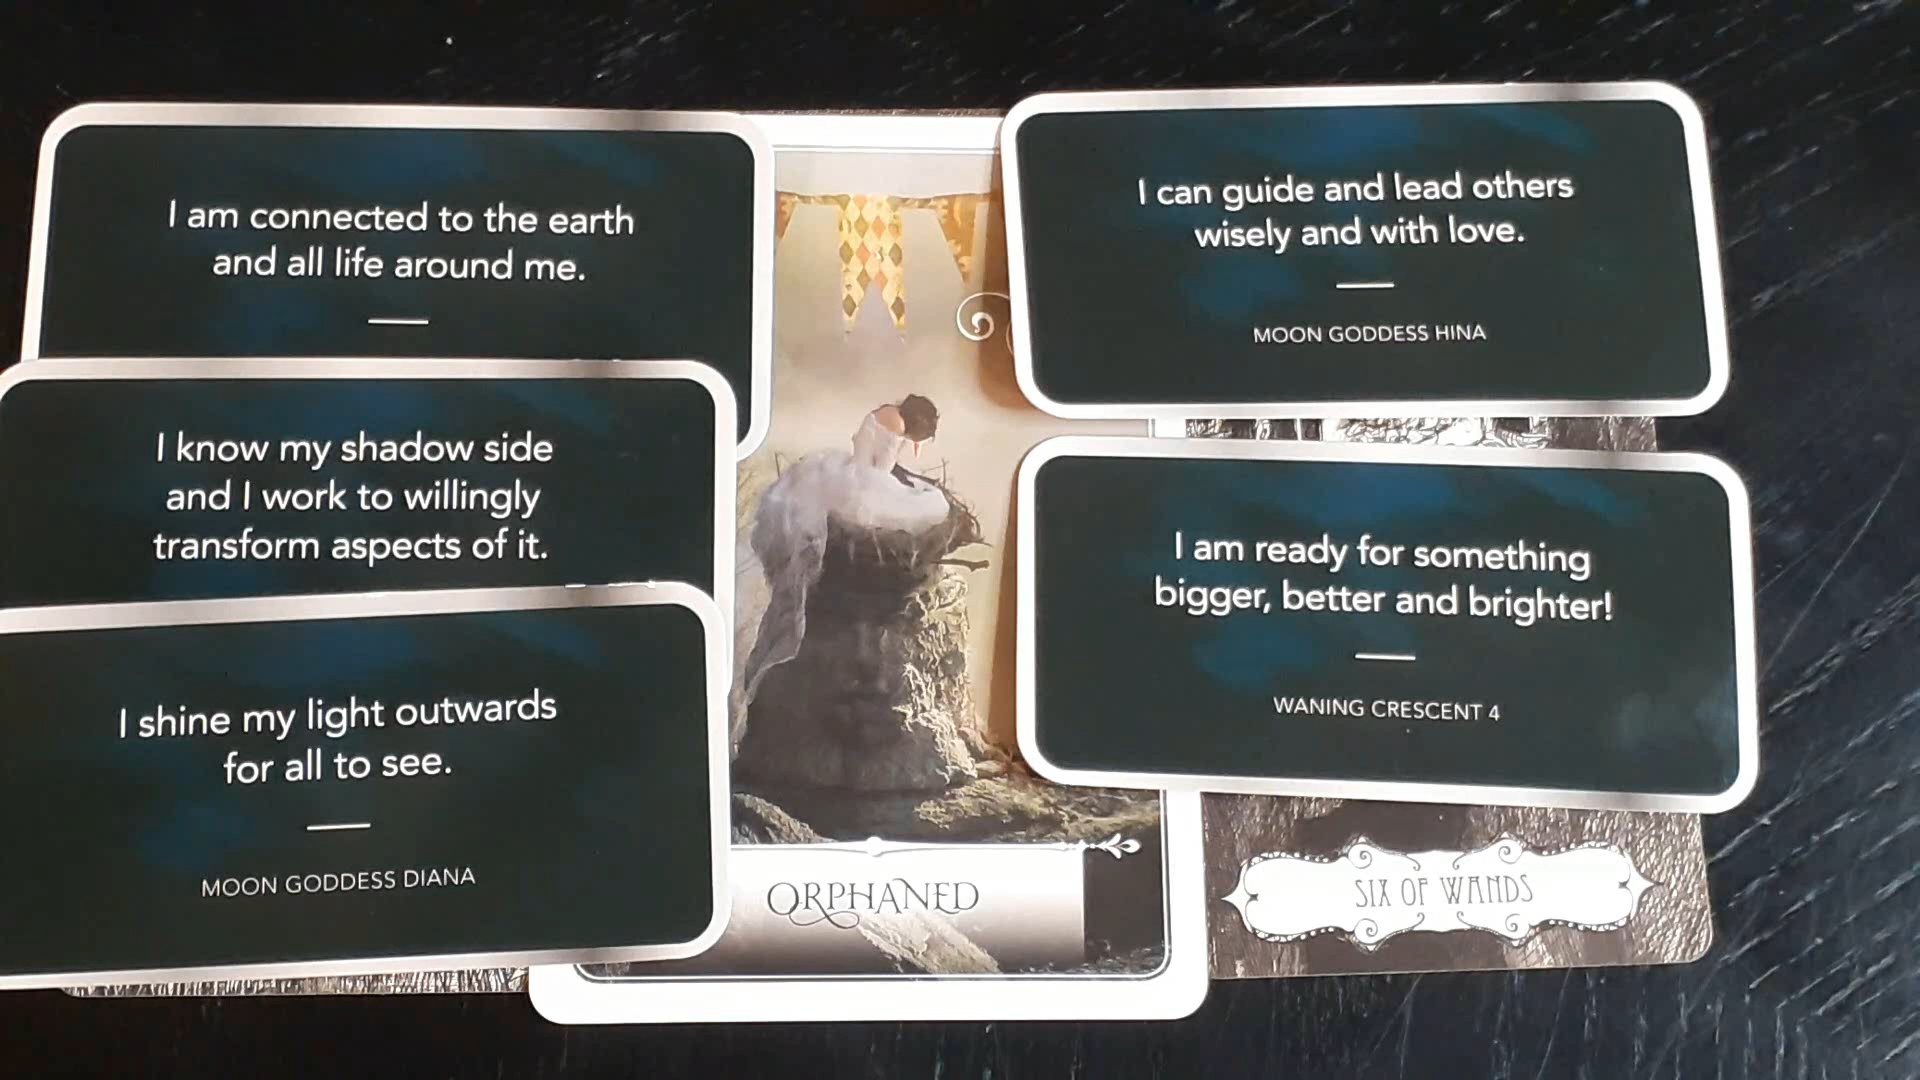 I am connected to the earth
and all life around me.
I know my shadow side
and I work to willingly
transform aspects of it.
I shine my light outwards
for all to see.
MOON GODDESS DIANA
ORPHANED
I can guide and lead others
wisely and with love.
MOON GODDESS HINA
I am ready for something
bigger, better and brighter!
WANING CRESCENT 4
SIX OF WANDS